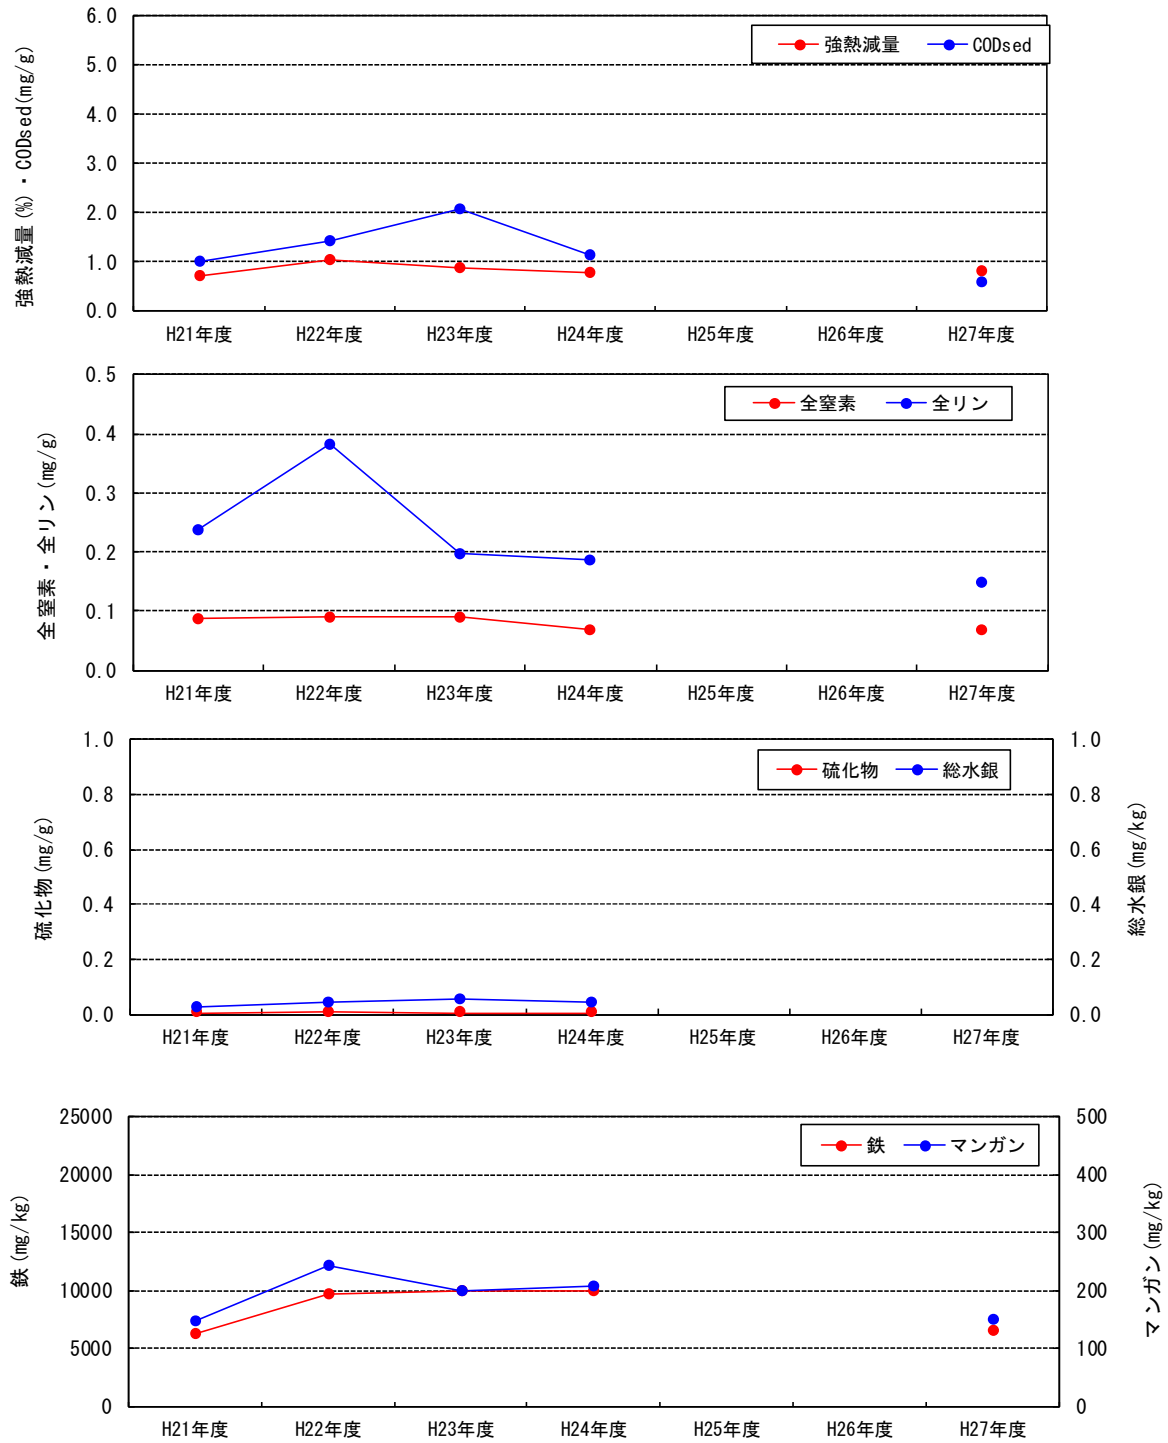 強熱減量(%)・CODsed(mg/g)
6.0
5.0
4.0
3.0
2.0
1.0
0.0
強熱減量 CODsed
H21年度 H22年度 H23年度 H24年度 H25年度 H26年度 H27年度
全窒素・全リン(mg/g)
0.5
0.4
0.3
0.2
0.1
0.0
全窒素 全リン
H21年度 H22年度 H23年度 H24年度 H25年度 H26年度 H27年度
硫化物(mg/g)
1.0 1.0
0.8 0.8
0.6 0.6
0.4 0.4
0.2 0.2
0.0 0.0
硫化物 総水銀
総水銀(mg/kg)
H21年度 H22年度 H23年度 H24年度 H25年度 H26年度 H27年度
鉄(mg/kg)
25000 500
20000 400
15000 300
10000 200
5000 100
0 0
鉄 マンガン
マンガン(mg/kg)
H21年度 H22年度 H23年度 H24年度 H25年度 H26年度 H27年度